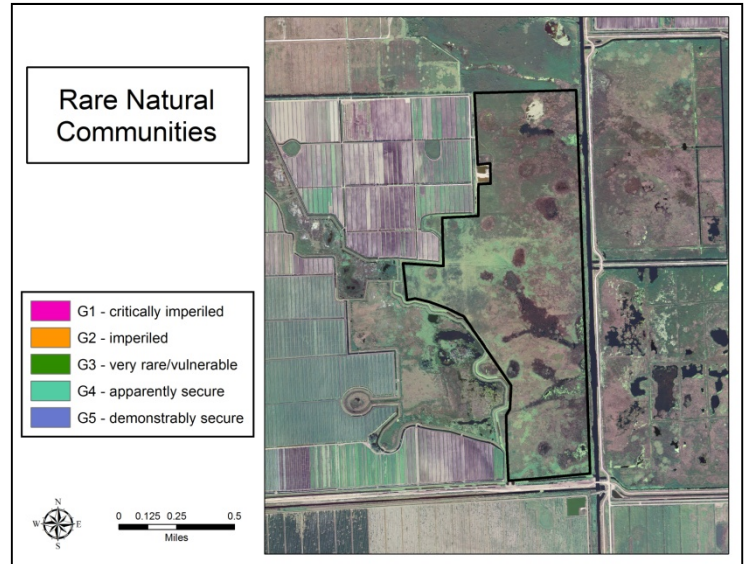 Rare Natural
Communities
G1 - critically imperiled
G2 - imperiled
G3 - very rare/vulnerable
G4 - apparently secure
G5 - demonstrably secure
N
W E
S
0 0.125 0.25 0.5
Miles